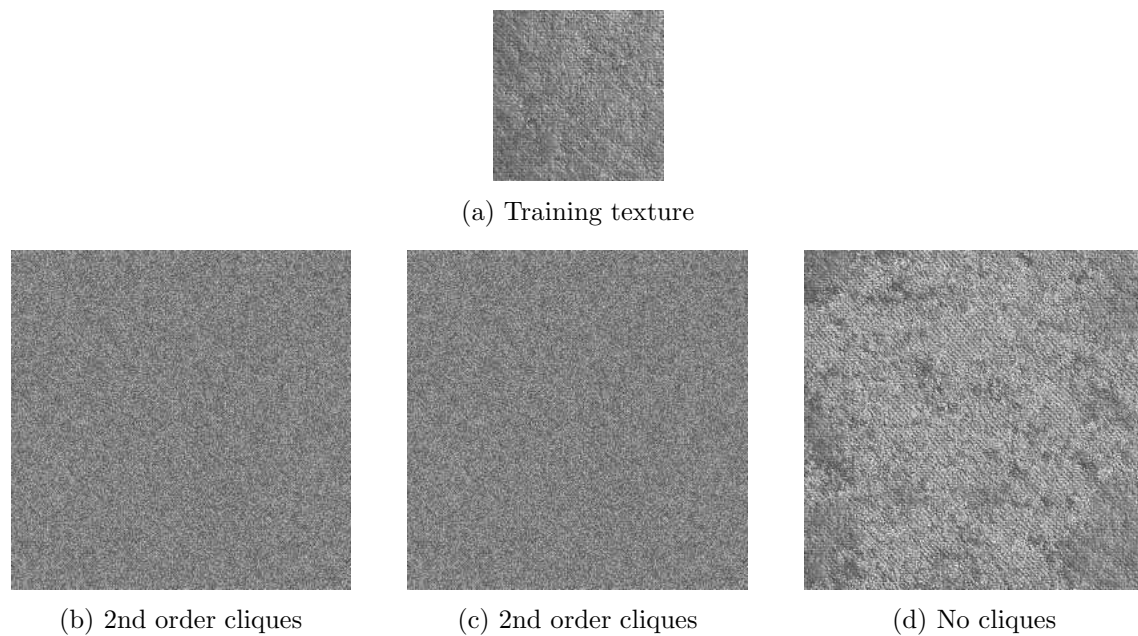 (a) Training texture
(b) 2nd order cliques
(c) 2nd order cliques
(d) No cliques